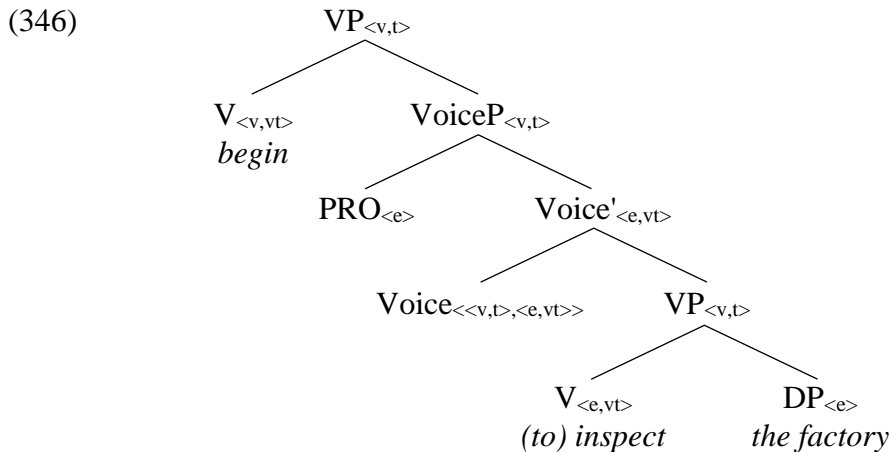 (346) VP<v,t>
V<v,vt> VoiceP<v,t>
begin
PRO<e> Voice'<e,vt>
Voice<<v,t>,<e,vt>> VP<v,t>
V<e,vt> DP<e>
(to) inspect the factory